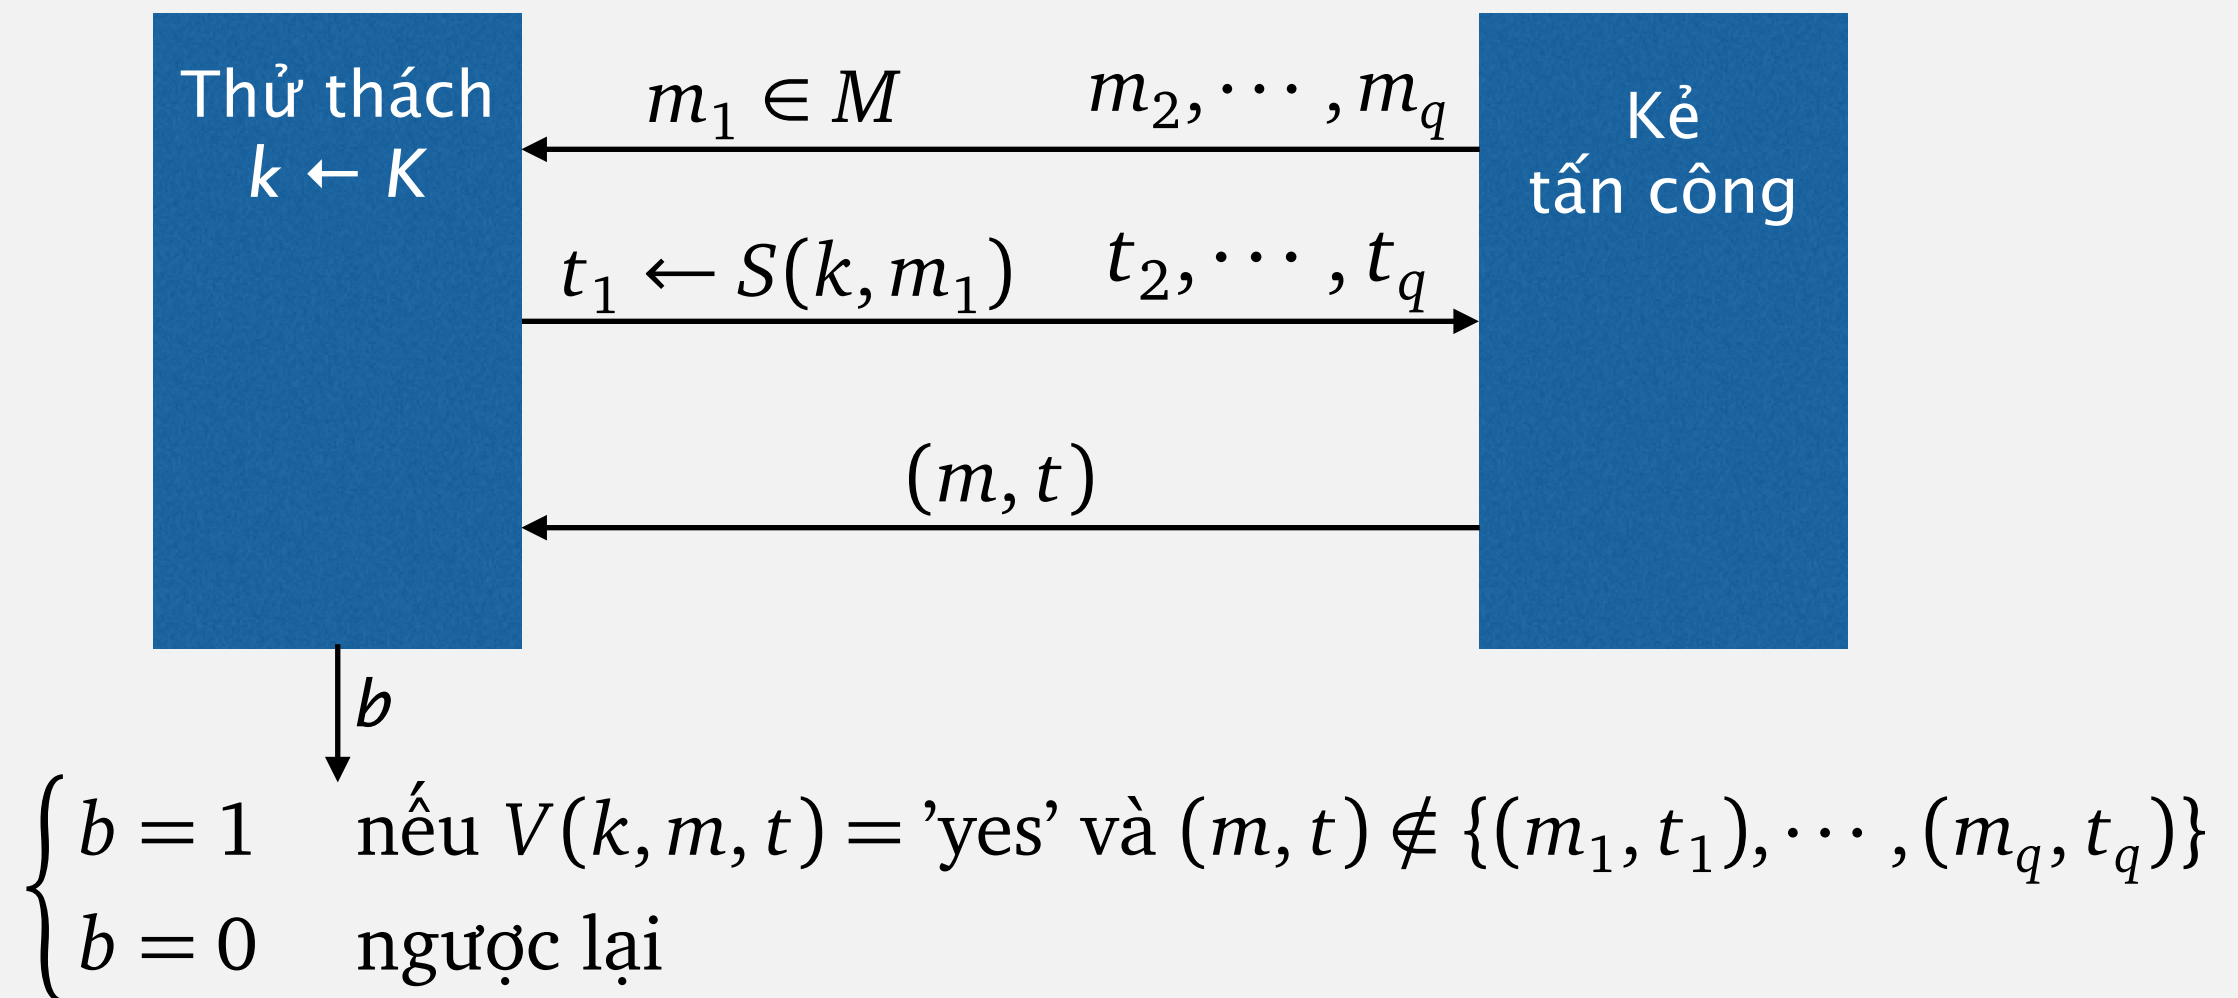 Thử thách
k ← K
m₁ ∈ M
m₂, ⋯ , m_q
Kẻ
tấn công
t₁ ← S(k, m₁)
t₂, ⋯ , t_q
(m, t)
b
b = 1 nếu V(k, m, t) = ’yes’ và (m, t) ∉ {(m₁, t₁), ⋯ , (m_q, t_q)}
b = 0 ngược lại